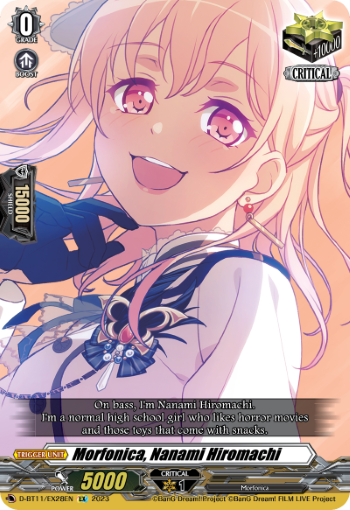 0
GRADE
+10000
BOOST
CRITICAL
15000
SHIELD
On bass, I'm Nanami Hiromachi.
I'm a normal high school girl who likes horror movies
and those toys that come with snacks.
TRIGGER UNIT
Morfonica, Nanami Hiromachi
POWER 5000
CRITICAL
1
Morfonica
D-BT11/EX28EN EX 2023 ©BanG Dream! Project ©BanG Dream! FILM LIVE Project